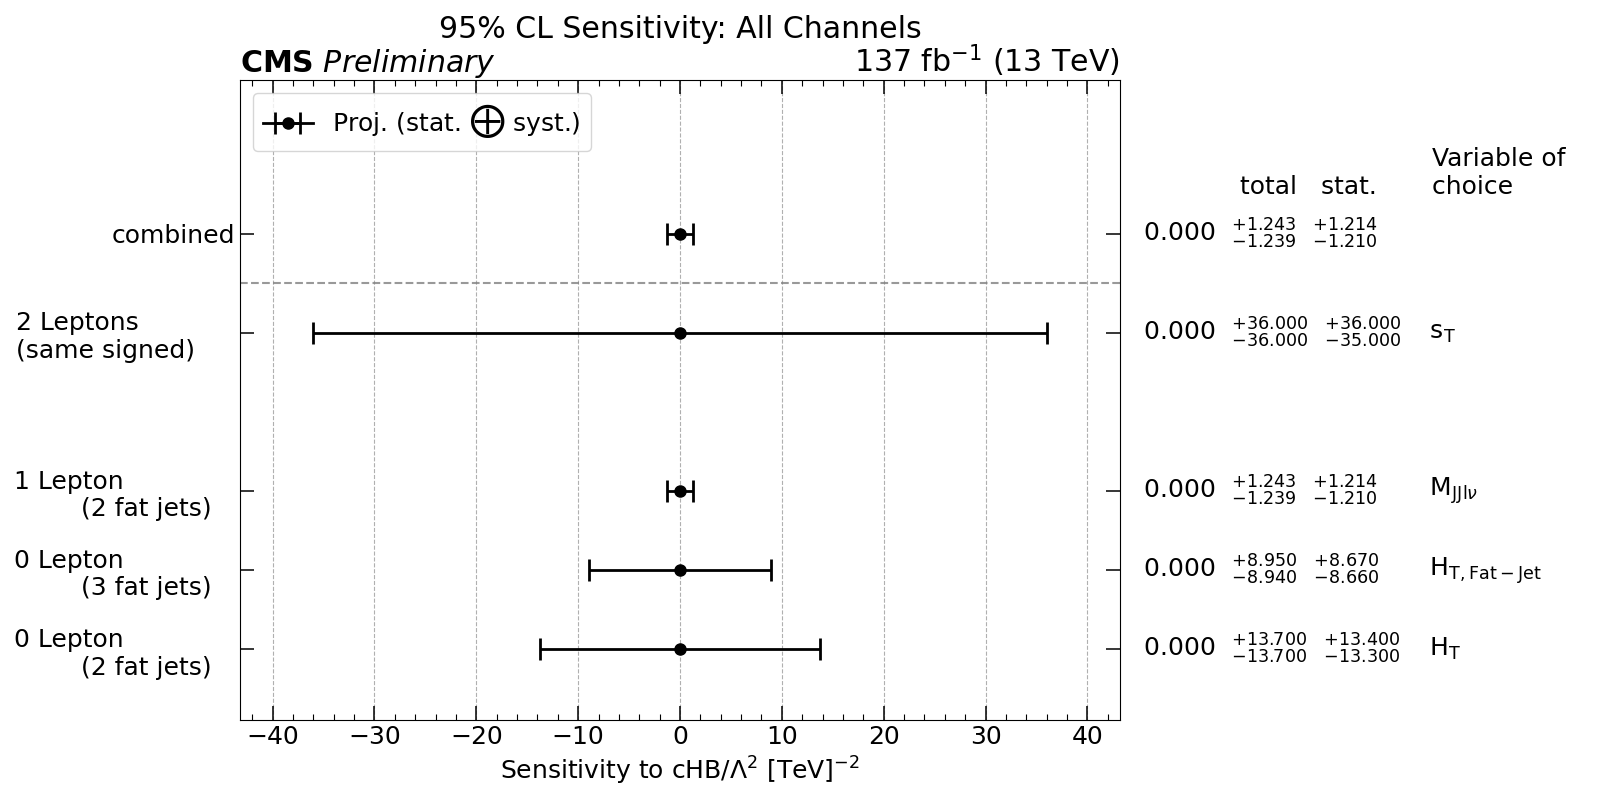 95% CL Sensitivity: All Channels
CMS Preliminary 137 fb⁻¹ (13 TeV)
Proj. (stat. ⊕ syst.)
total stat. Variable of
choice
combined 0.000 +1.243 −1.239 +1.214 −1.210
2 Leptons
(same signed) 0.000 +36.000 −36.000 +36.000 −35.000 s_T
1 Lepton
(2 fat jets) 0.000 +1.243 −1.239 +1.214 −1.210 M_JJlν
0 Lepton
(3 fat jets) 0.000 +8.950 −8.940 +8.670 −8.660 H_T, Fat−Jet
0 Lepton
(2 fat jets) 0.000 +13.700 −13.700 +13.400 −13.300 H_T
−40 −30 −20 −10 0 10 20 30 40
Sensitivity to cHB/Λ² [TeV]⁻²